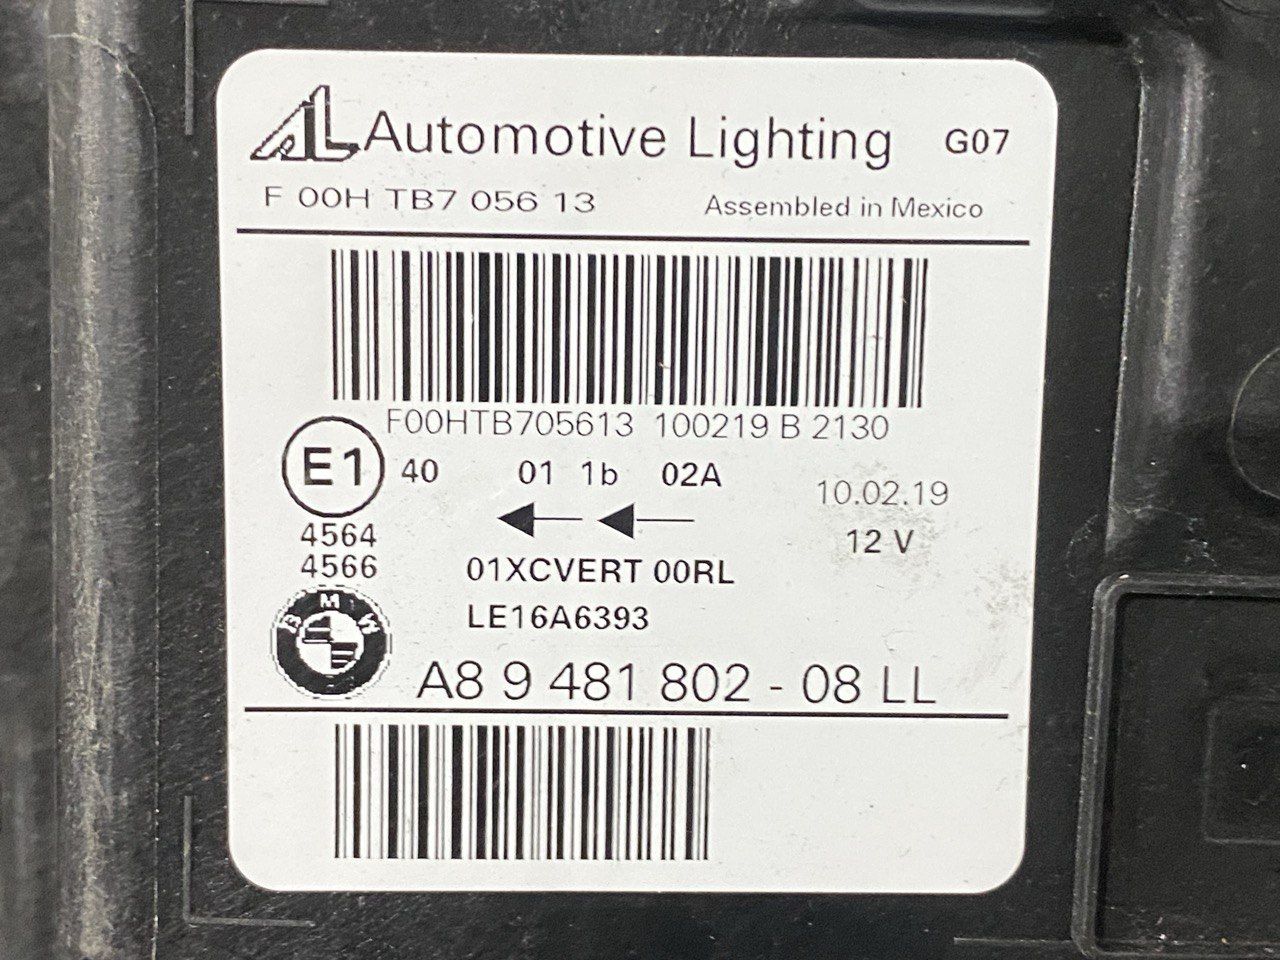 AL Automotive Lighting G07
F 00H TB7 056 13 Assembled in Mexico
F00HTB705613 100219 B 2130
E1 40 01 1b 02A 10.02.19
4564 12 V
4566 01XCVERT 00RL
BMW LE16A6393
A8 9 481 802 - 08 LL